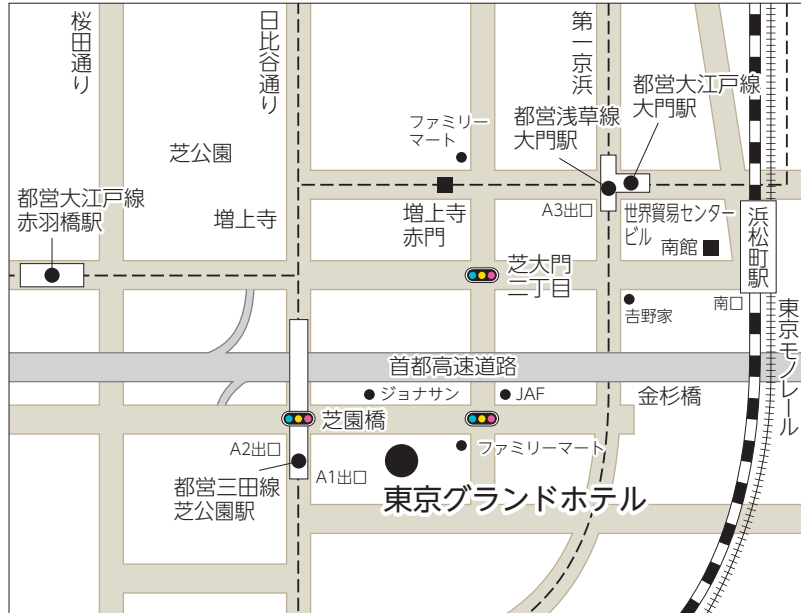 桜田通り
日比谷通り
第一京浜
都営大江戸線
大門駅
都営浅草線
大門駅
ファミリー
マート
芝公園
都営大江戸線
赤羽橋駅
増上寺
増上寺
赤門
A3出口
世界貿易センター
ビル
南館
浜松町駅
芝大門
二丁目
吉野家
南口
東京モノレール
首都高速道路
ジョナサン
JAF
金杉橋
芝園橋
A2出口
ファミリーマート
A1出口
都営三田線
芝公園駅
東京グランドホテル